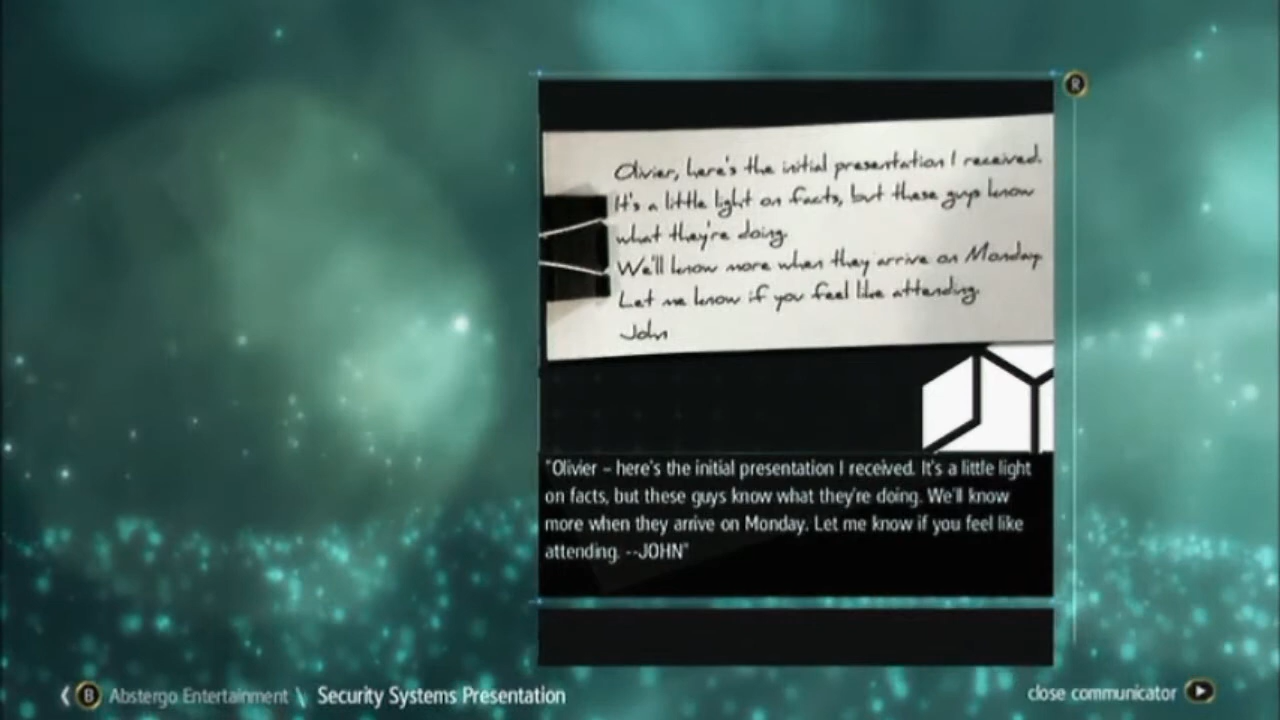 R
Olivier, here's the initial presentation I received.
It's a little light on facts, but these guys know
what they're doing.
We'll know more when they arrive on Monday.
Let me know if you feel like attending.
John
"Olivier – here's the initial presentation I received. It's a little light
on facts, but these guys know what they're doing. We'll know
more when they arrive on Monday. Let me know if you feel like
attending. --JOHN"
B Abstergo Entertainment \ Security Systems Presentation
close communicator